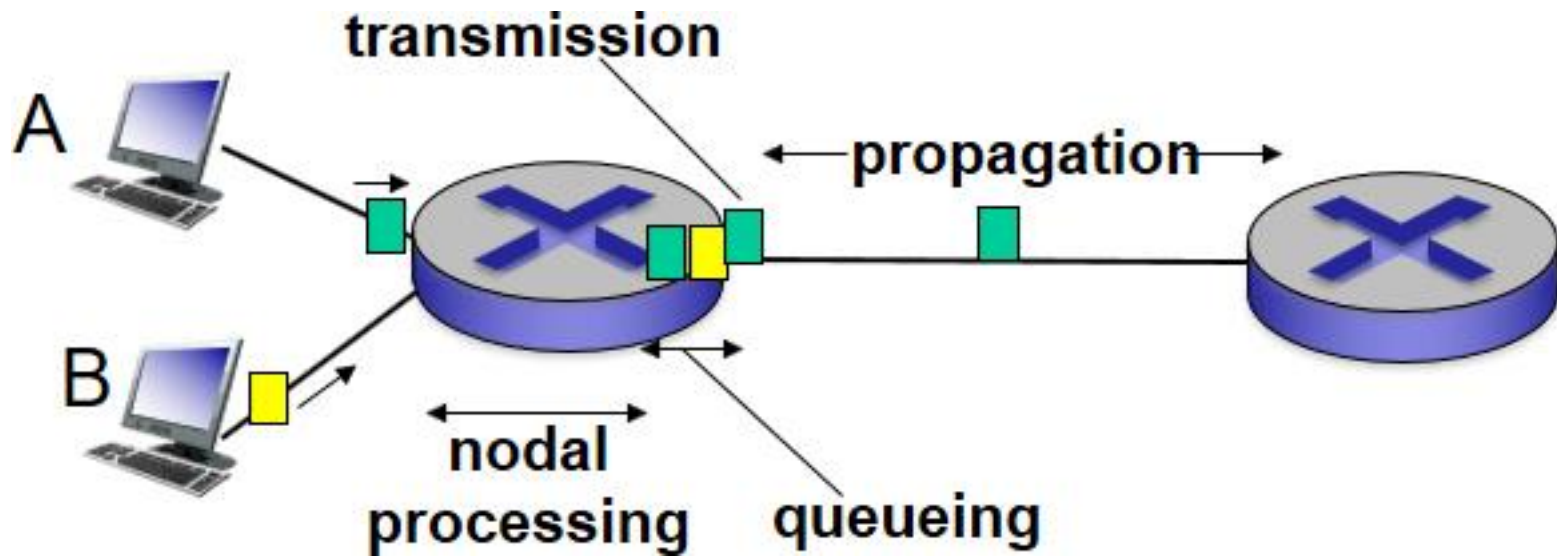 transmission
A
propagation
B
nodal
processing
queueing